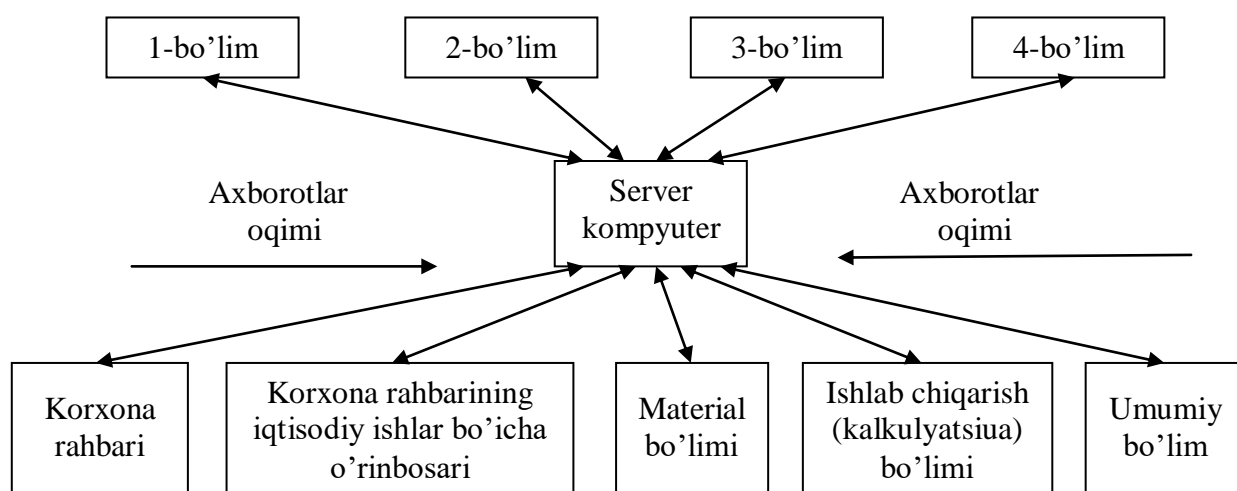 1-bo’lim
2-bo’lim
3-bo’lim
4-bo’lim
Axborotlar
oqimi
Server
kompyuter
Axborotlar
oqimi
Korxona
rahbari
Korxona rahbarining
iqtisodiy ishlar bo’icha
o’rinbosari
Material
bo’limi
Ishlab chiqarish
(kalkulyatsiua)
bo’limi
Umumiy
bo’lim